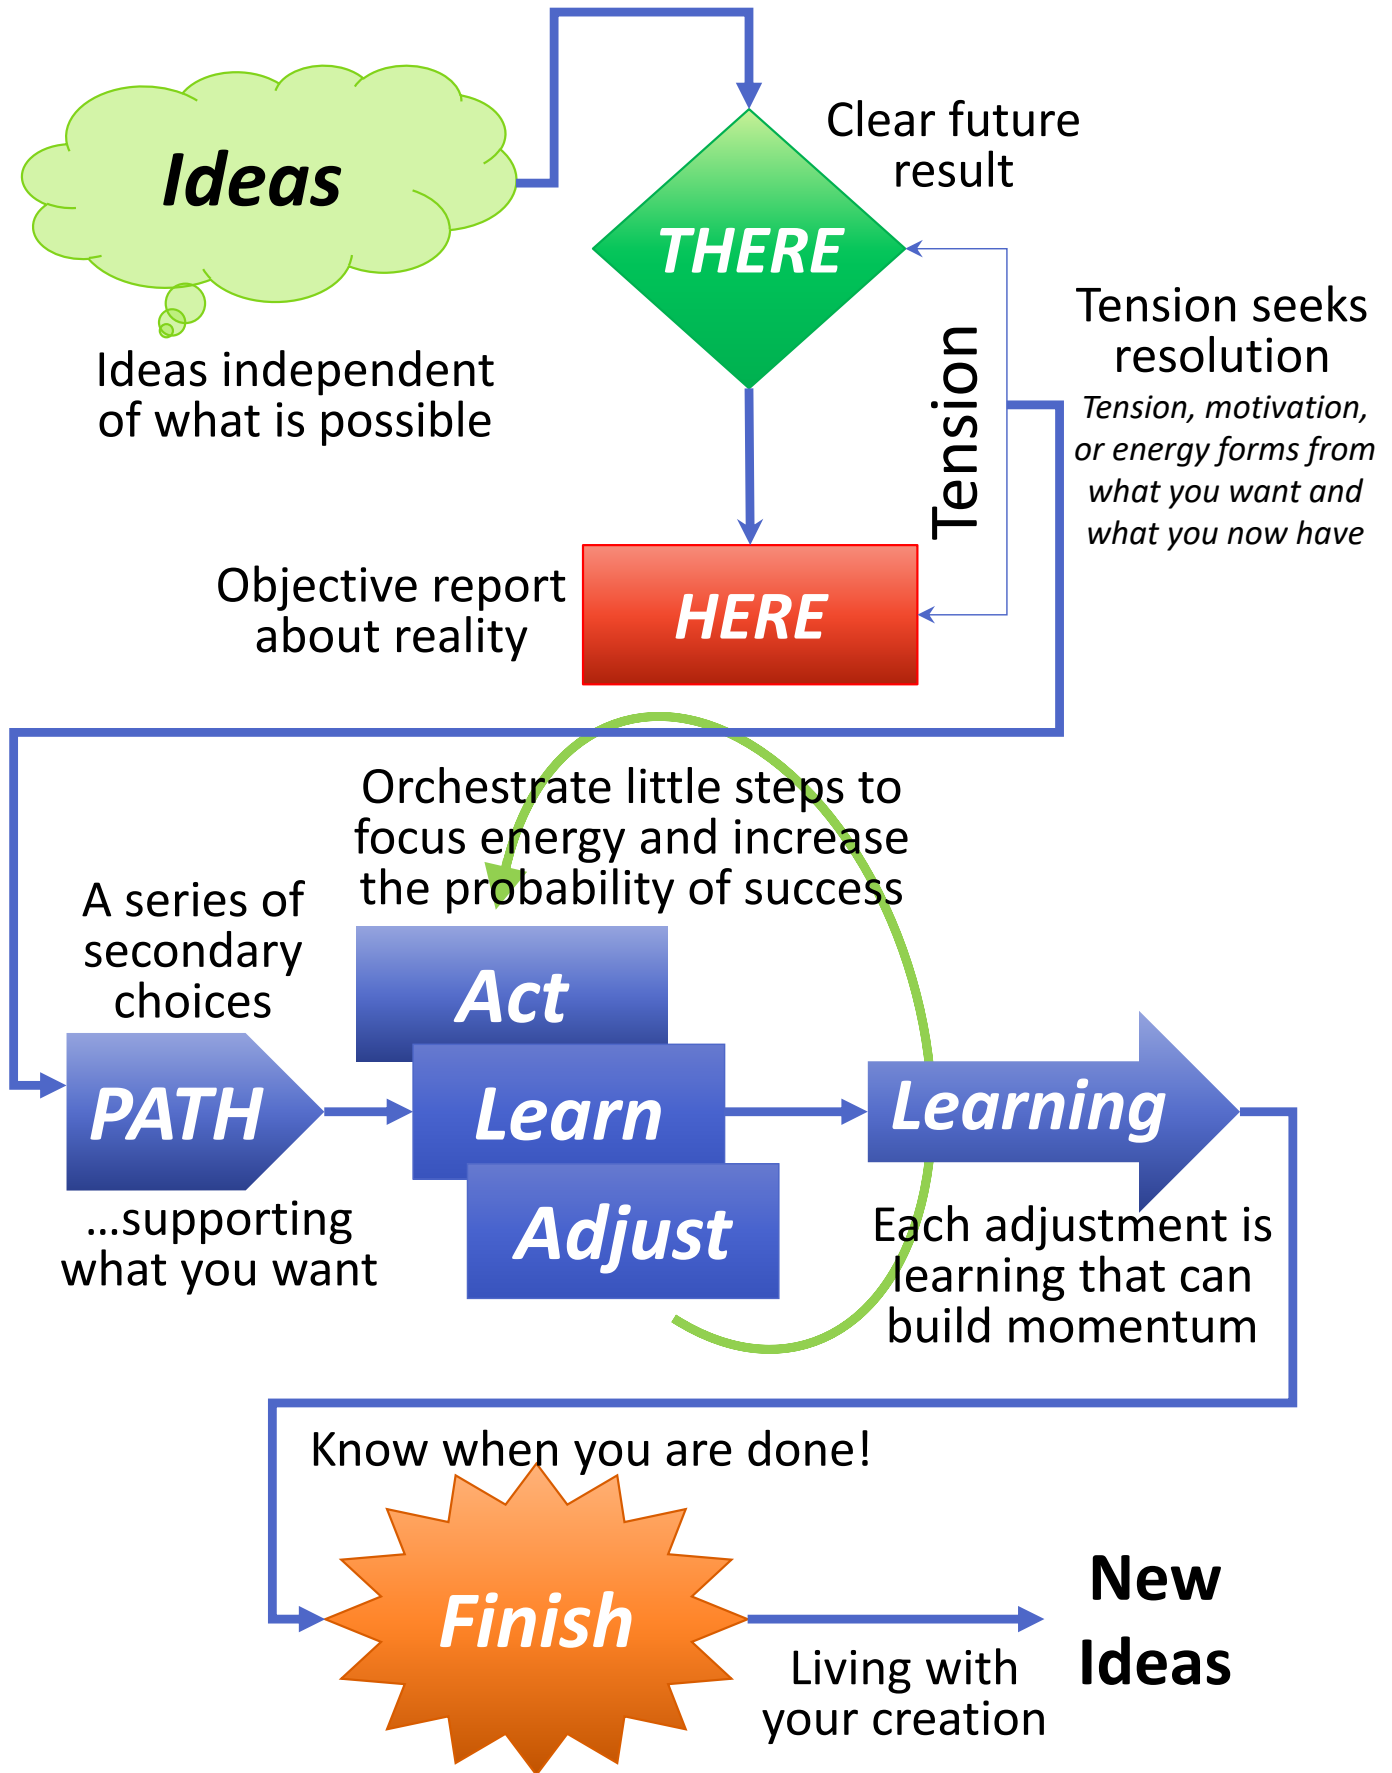 Ideas
Ideas independent
of what is possible
Clear future
result
THERE
Tension
Tension seeks
resolution
Tension, motivation,
or energy forms from
what you want and
what you now have
Objective report
about reality
HERE
Orchestrate little steps to
focus energy and increase
the probability of success
A series of
secondary
choices
PATH
…supporting
what you want
Act
Learn
Adjust
Learning
Each adjustment is
learning that can
build momentum
Know when you are done!
Finish
Living with
your creation
New
Ideas